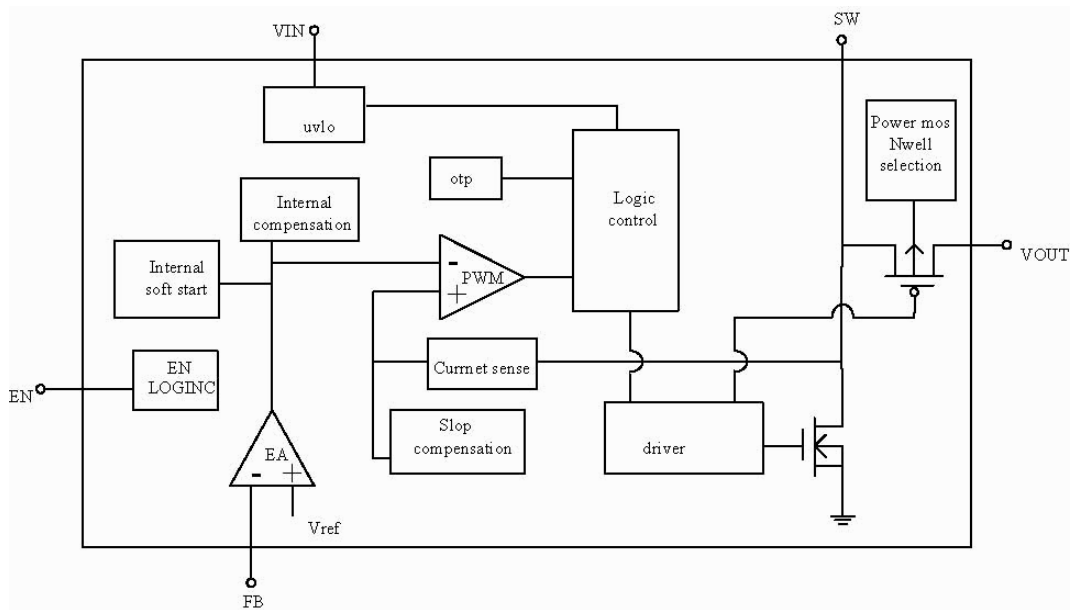 SW
VIN
uvlo
Power mos
Nwell
selection
otp
Logic
control
Internal
compensation
-
PWM
+
VOUT
Internal
soft start
Currnet sense
EN
EN
LOGINC
Slop
compensation
driver
EA
-
+
Vref
FB